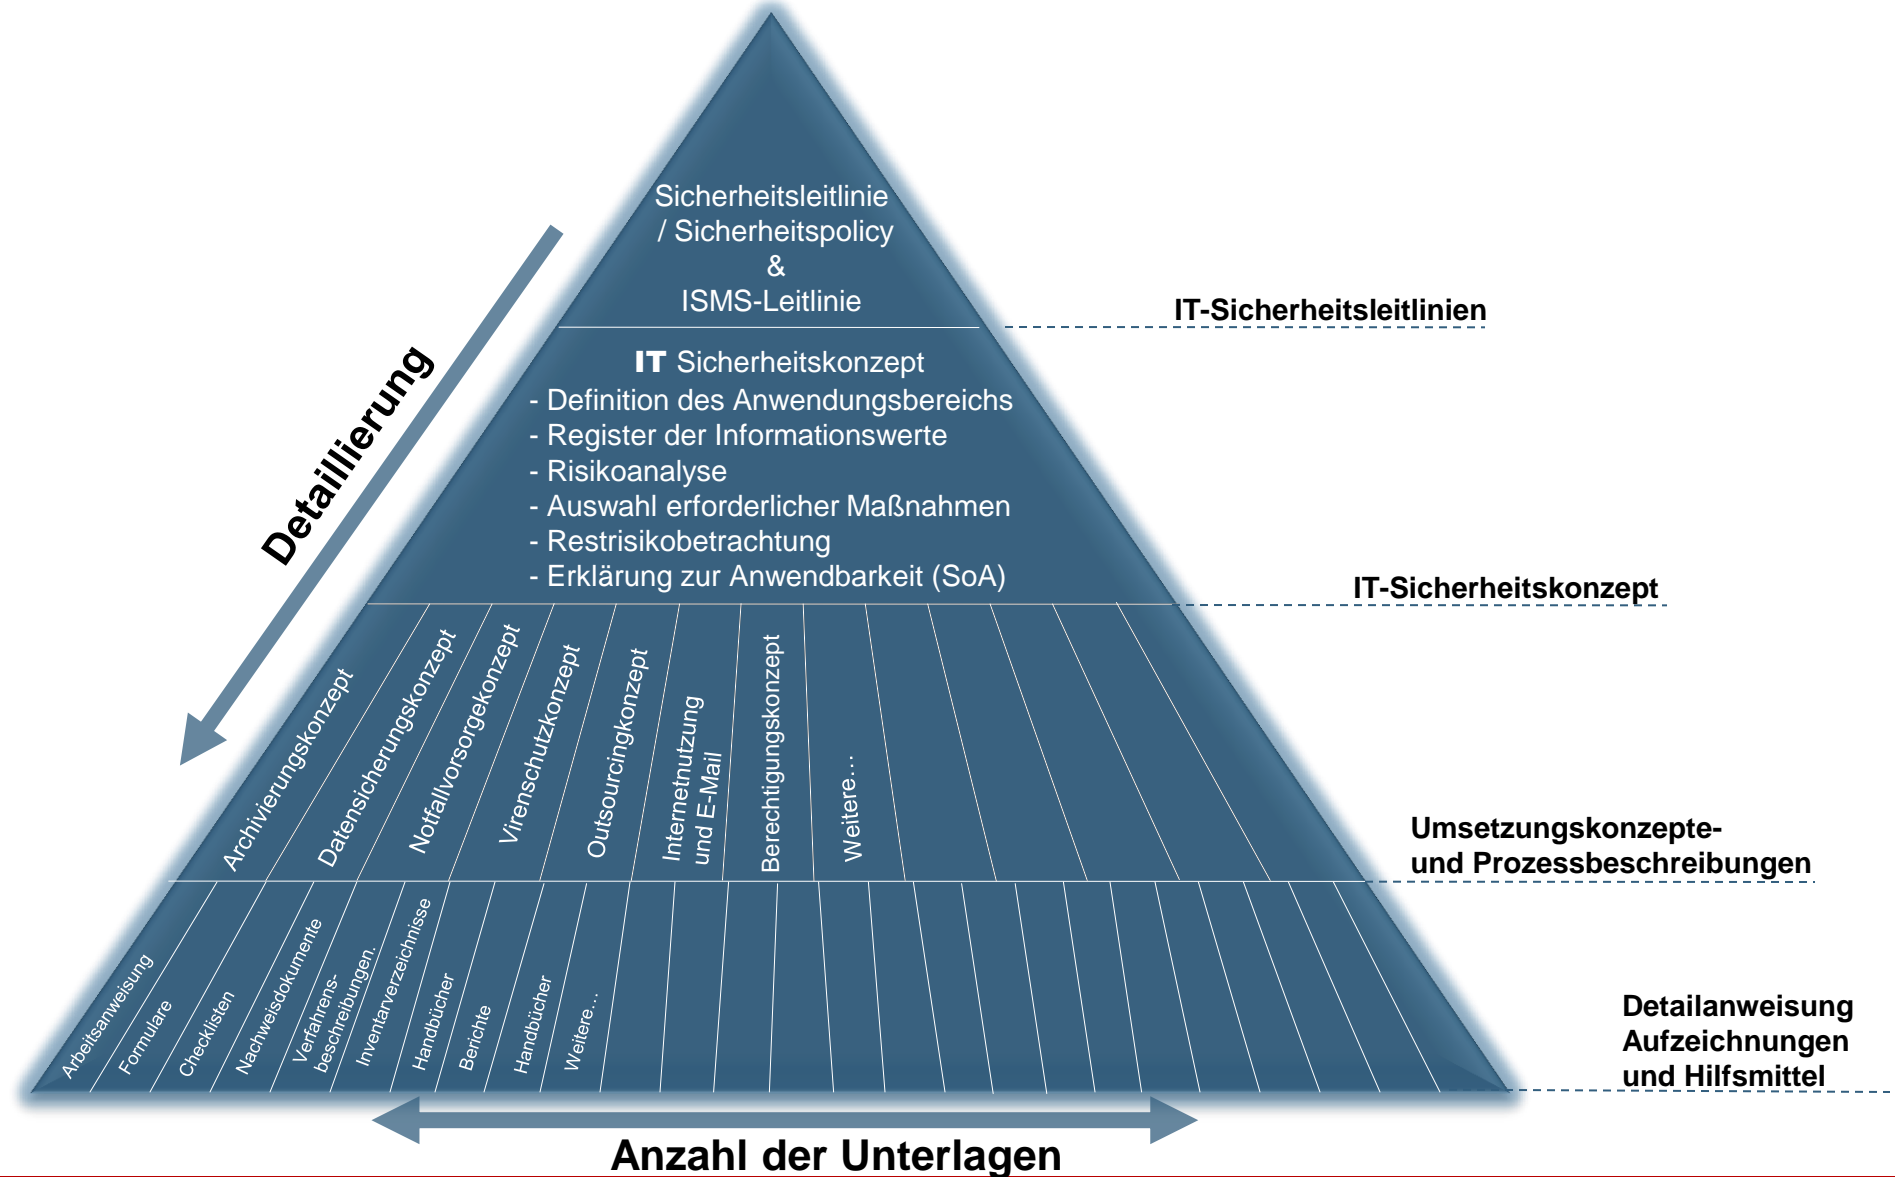 Sicherheitsleitlinie
/ Sicherheitspolicy
&
ISMS-Leitlinie
IT-Sicherheitsleitlinien
Detaillierung
IT Sicherheitskonzept
- Definition des Anwendungsbereichs
- Register der Informationswerte
- Risikoanalyse
- Auswahl erforderlicher Maßnahmen
- Restrisikobetrachtung
- Erklärung zur Anwendbarkeit (SoA)
IT-Sicherheitskonzept
Archivierungskonzept
Datensicherungskonzept
Notfallvorsorgekonzept
Virenschutzkonzept
Outsourcingkonzept
Internetnutzung
und E-Mail
Berechtigungskonzept
Weitere...
Umsetzungskonzepte-
und Prozessbeschreibungen
Arbeitsanweisung
Formulare
Checklisten
Nachweisdokumente
Verfahrens-
beschreibungen.
Inventarverzeichnisse
Handbücher
Berichte
Handbücher
Weitere...
Detailanweisung
Aufzeichnungen
und Hilfsmittel
Anzahl der Unterlagen